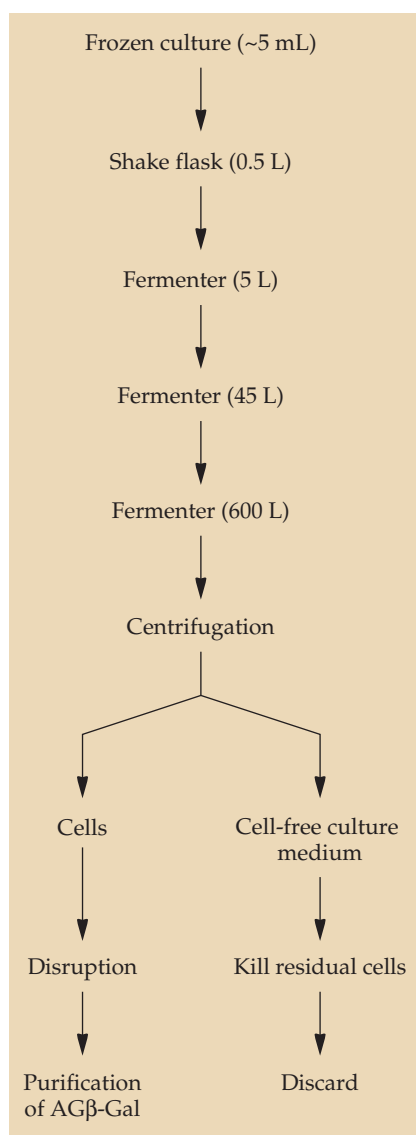 Frozen culture (~5 mL)
Shake flask (0.5 L)
Fermenter (5 L)
Fermenter (45 L)
Fermenter (600 L)
Centrifugation
Cells
Cell-free culture
medium
Disruption
Kill residual cells
Purification
of AGβ-Gal
Discard